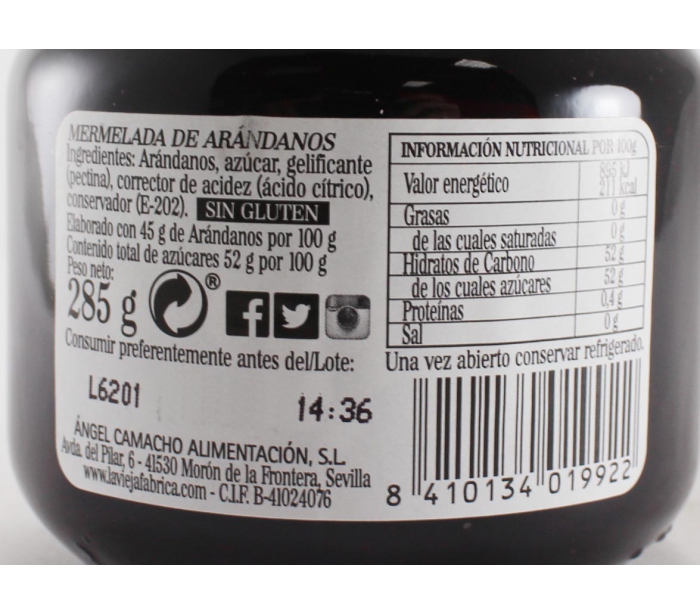 MERMELADA DE ARÁNDANOS
Ingredientes: Arándanos, azúcar, gelificante
(pectina), corrector de acidez (ácido cítrico),
conservador (E-202). SIN GLUTEN
Elaborado con 45 g de Arándanos por 100 g
Contenido total de azúcares 52 g por 100 g
Peso neto:
285 g ®
Consumir preferentemente antes del/Lote:
L6201 14:36
ÁNGEL CAMACHO ALIMENTACIÓN, S.L.
Avda. del Pilar, 6 - 41530 Morón de la Frontera, Sevilla
www.laviejafabrica.com - C.I.F. B-41024076
INFORMACIÓN NUTRICIONAL POR 100g
Valor energético 895 kJ
211 kcal
Grasas 0 g
de las cuales saturadas 0 g
Hidratos de Carbono 52 g
de los cuales azúcares 52 g
Proteínas 0,4 g
Sal 0 g
Una vez abierto conservar refrigerado.
8 410134 019922